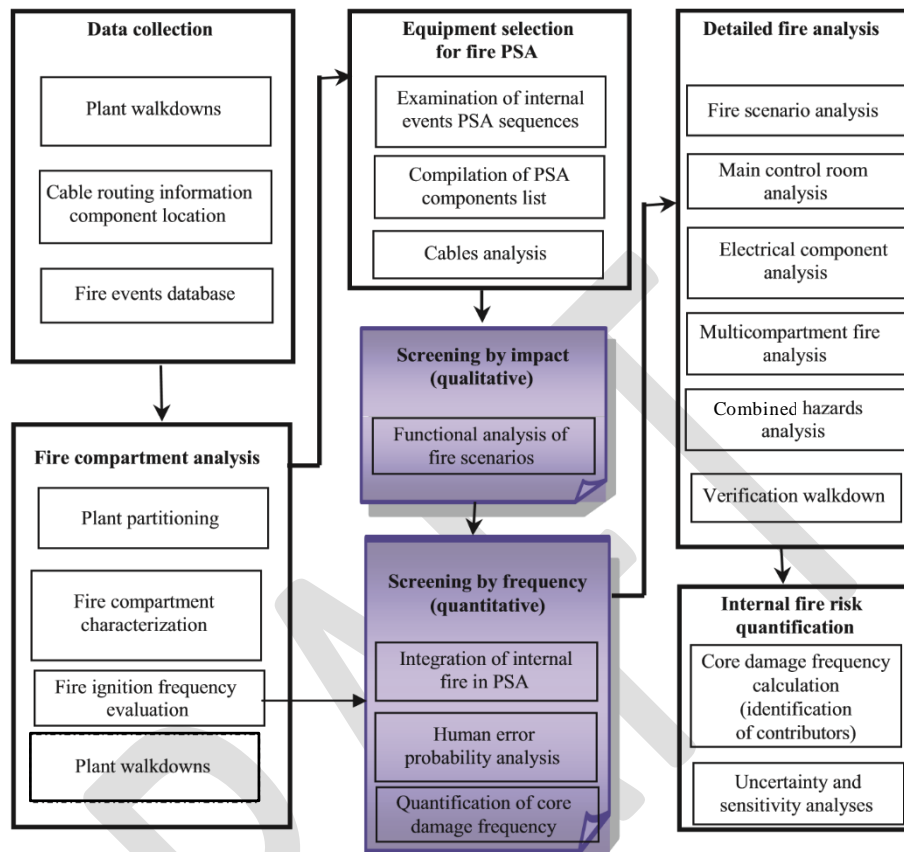 Data collection
Plant walkdowns
Cable routing information
component location
Fire events database
Fire compartment analysis
Plant partitioning
Fire compartment
characterization
Fire ignition frequency
evaluation
Plant walkdowns
Equipment selection
for fire PSA
Examination of internal
events PSA sequences
Compilation of PSA
components list
Cables analysis
Screening by impact
(qualitative)
Functional analysis of
fire scenarios
Screening by frequency
(quantitative)
Integration of internal
fire in PSA
Human error
probability analysis
Quantification of core
damage frequency
Detailed fire analysis
Fire scenario analysis
Main control room
analysis
Electrical component
analysis
Multicompartment fire
analysis
Combined hazards
analysis
Verification walkdown
Internal fire risk
quantification
Core damage frequency
calculation
(identification
of contributors)
Uncertainty and
sensitivity analyses
DRAFT